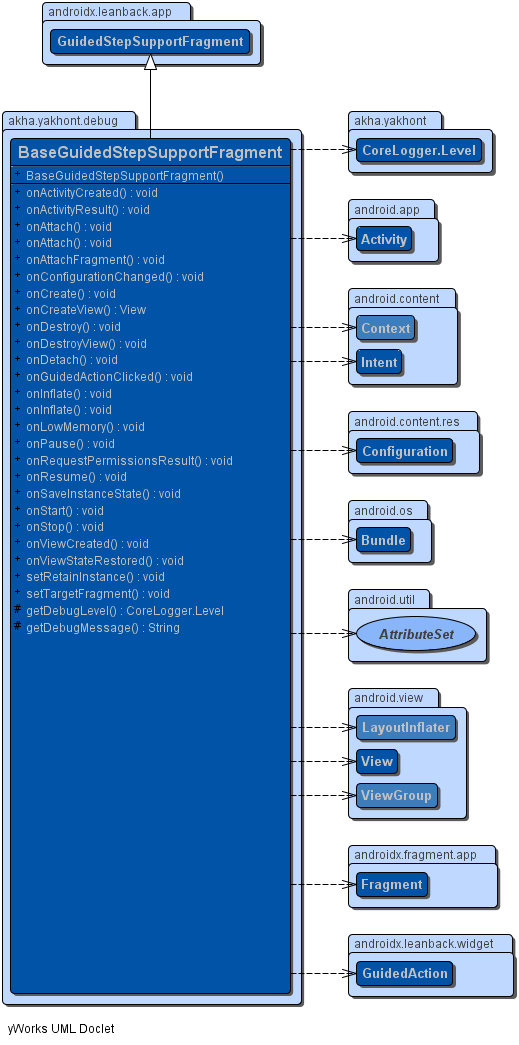 androidx.leanback.app
GuidedStepSupportFragment
akha.yakhont.debug
BaseGuidedStepSupportFragment
+ BaseGuidedStepSupportFragment()
+ onActivityCreated() : void
+ onActivityResult() : void
+ onAttach() : void
+ onAttach() : void
+ onAttachFragment() : void
+ onConfigurationChanged() : void
+ onCreate() : void
+ onCreateView() : View
+ onDestroy() : void
+ onDestroyView() : void
+ onDetach() : void
+ onGuidedActionClicked() : void
+ onInflate() : void
+ onInflate() : void
+ onLowMemory() : void
+ onPause() : void
+ onRequestPermissionsResult() : void
+ onResume() : void
+ onSaveInstanceState() : void
+ onStart() : void
+ onStop() : void
+ onViewCreated() : void
+ onViewStateRestored() : void
+ setRetainInstance() : void
+ setTargetFragment() : void
# getDebugLevel() : CoreLogger.Level
# getDebugMessage() : String
akha.yakhont
CoreLogger.Level
android.app
Activity
android.content
Context
Intent
android.content.res
Configuration
android.os
Bundle
android.util
AttributeSet
android.view
LayoutInflater
View
ViewGroup
androidx.fragment.app
Fragment
androidx.leanback.widget
GuidedAction
yWorks UML Doclet